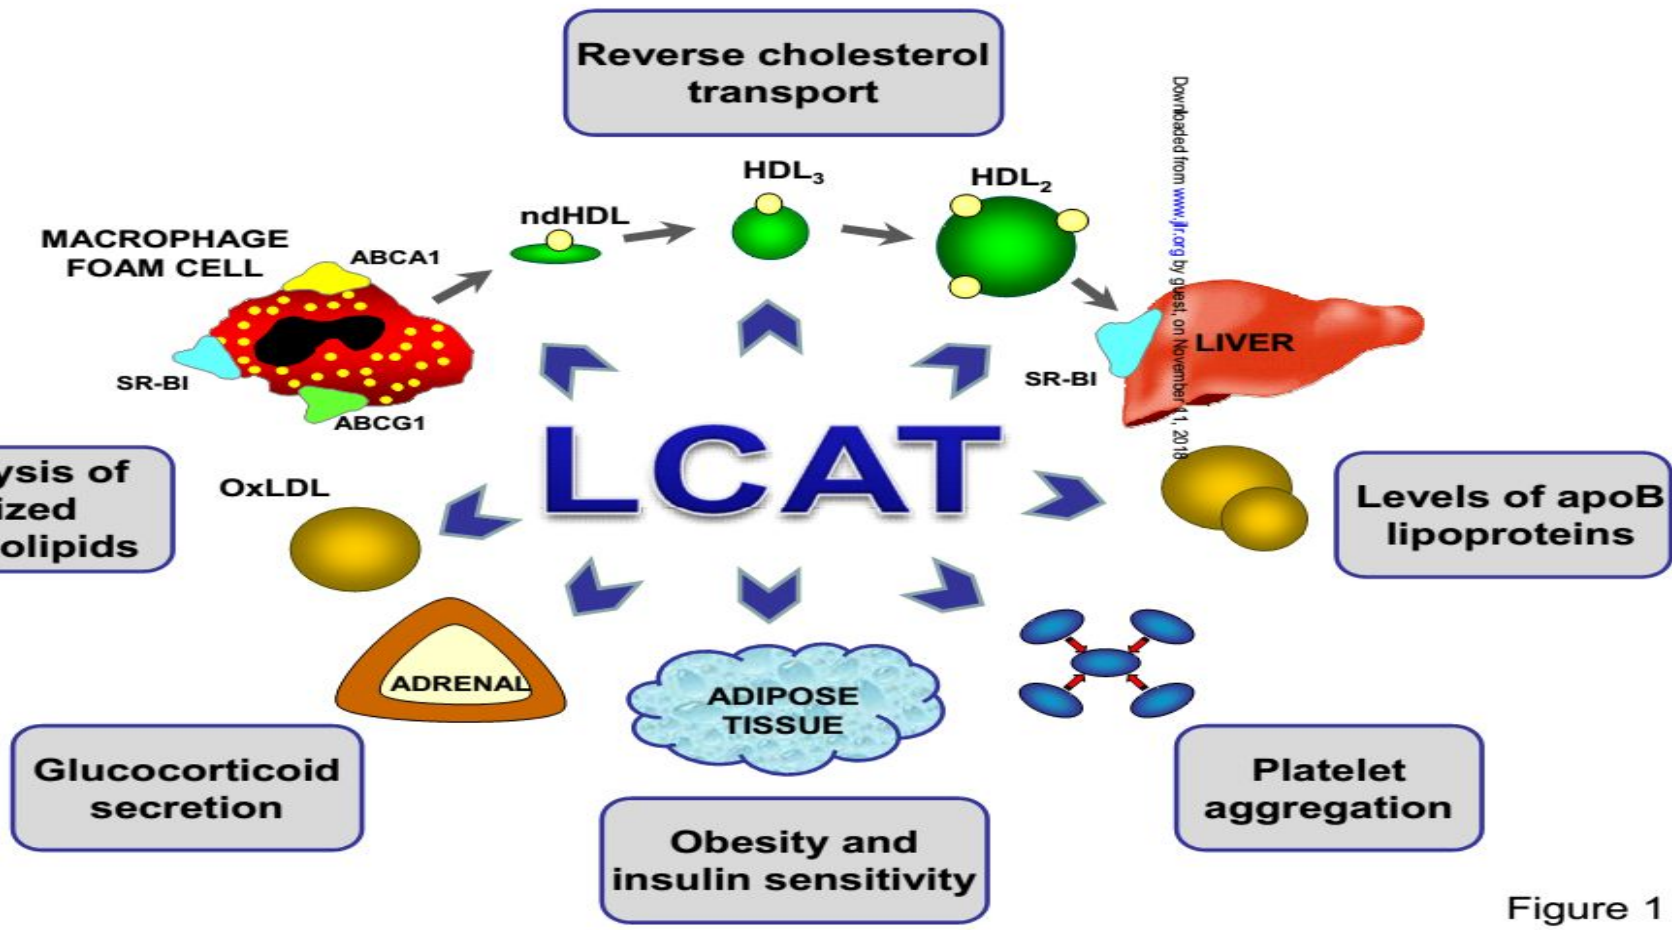 Reverse cholesterol
transport
HDL3
HDL2
ndHDL
MACROPHAGE
FOAM CELL
ABCA1
SR-BI
ABCG1
LIVER
SR-BI
Downloaded from www.jlr.org by guest, on November 11, 2018
LCAT
ysis of
ized
olipids
OxLDL
Levels of apoB
lipoproteins
ADRENAL
ADIPOSE
TISSUE
Glucocorticoid
secretion
Obesity and
insulin sensitivity
Platelet
aggregation
Figure 1